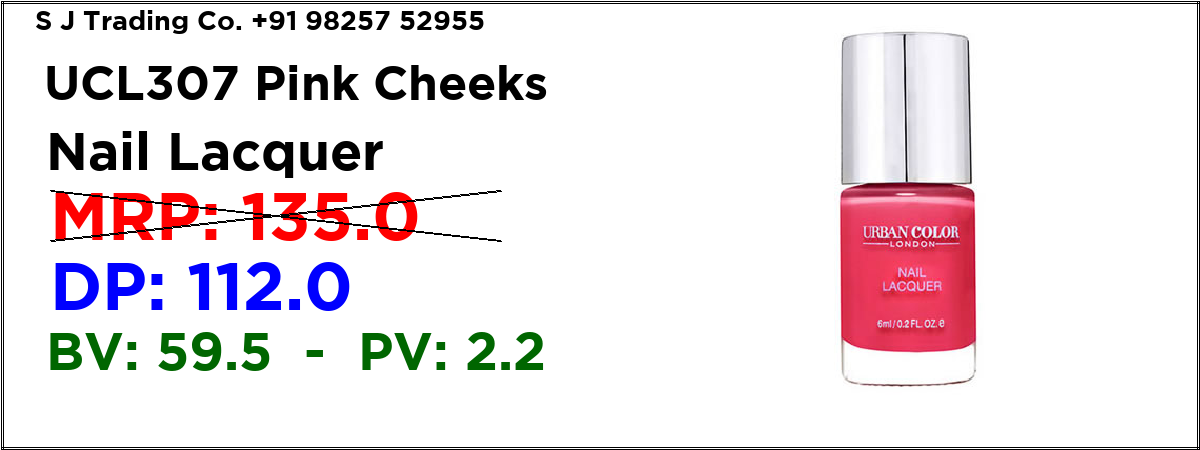 S J Trading Co. +91 98257 52955
UCL307 Pink Cheeks
Nail Lacquer
MRP: 135.0
DP: 112.0
BV: 59.5 - PV: 2.2
URBAN COLOR
LONDON
NAIL
LACQUER
6ml/0.2 FL. OZ. e